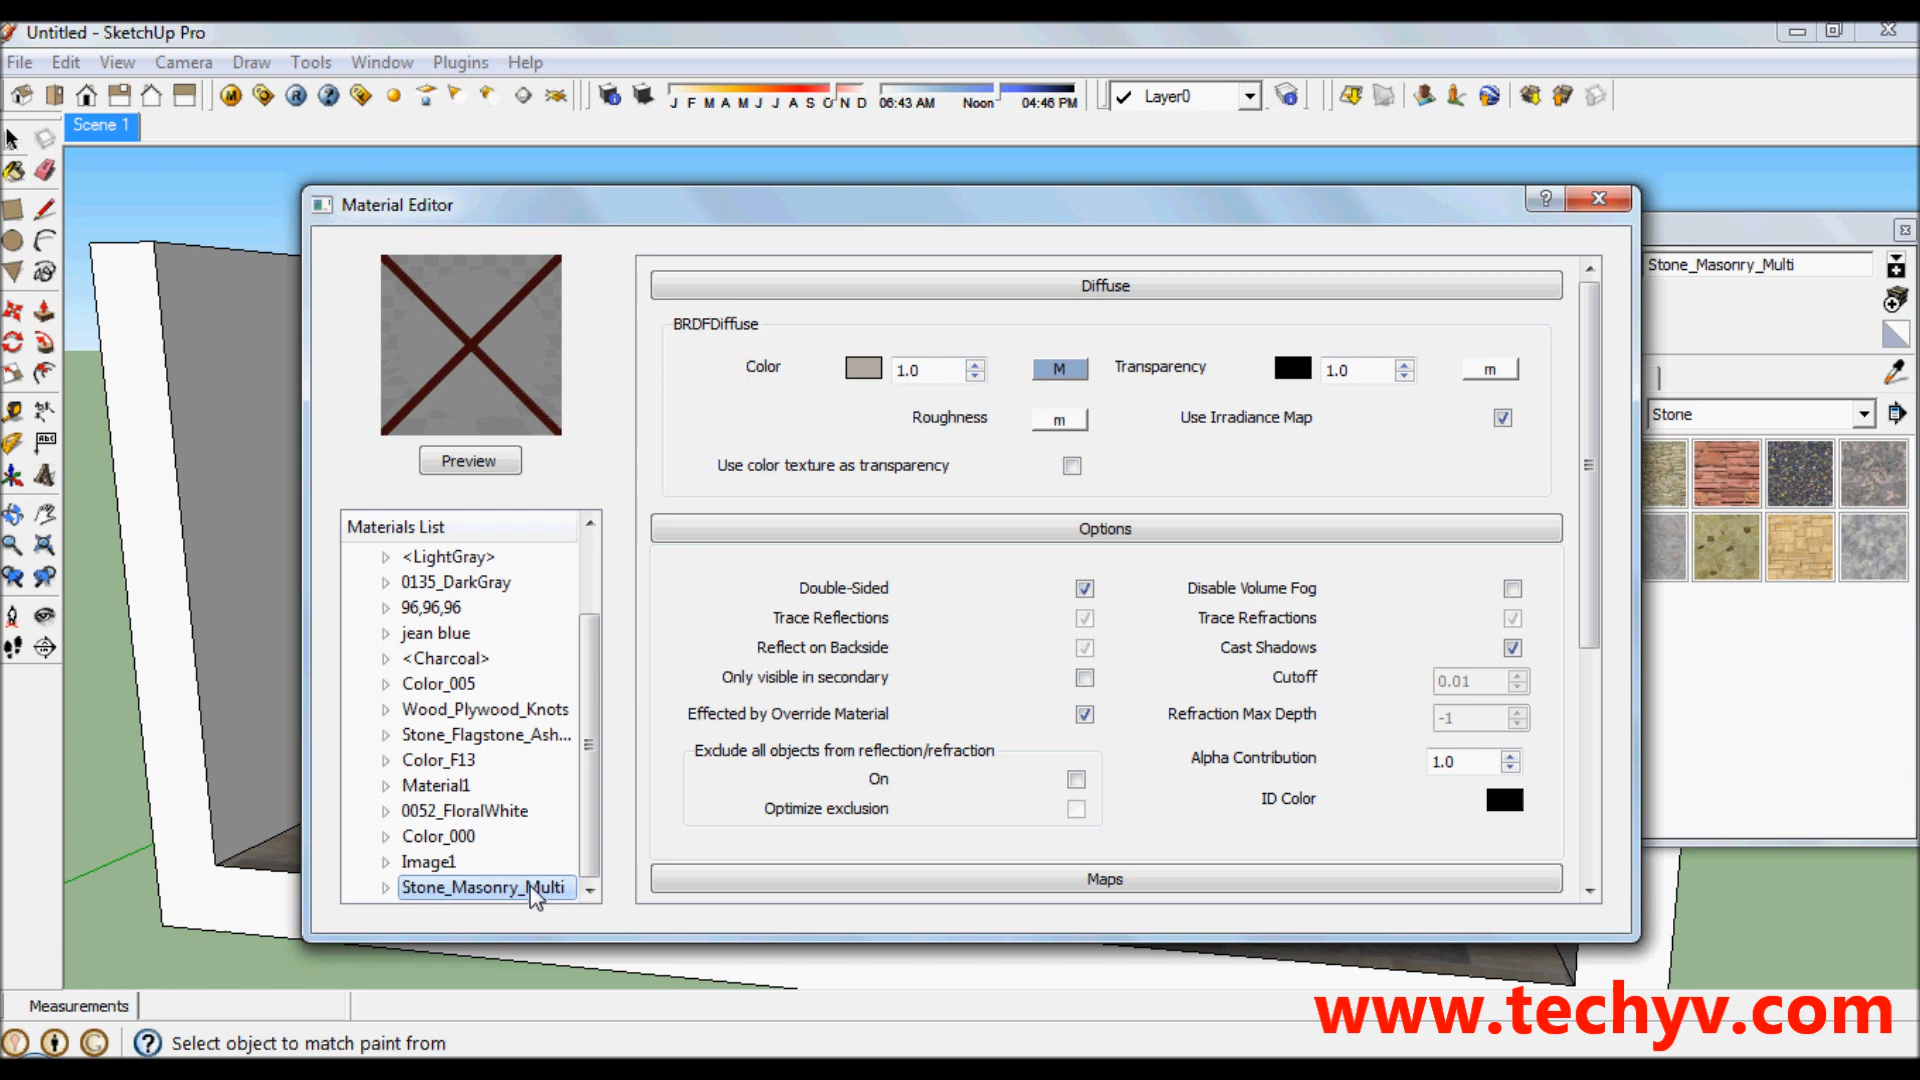 Untitled - SketchUp Pro
File Edit View Camera Draw Tools Window Plugins Help
J F M A M J J A S O N D 06:43 AM Noon 04:46 PM Layer0
Scene 1
Material Editor
Stone_Masonry_Multi
Diffuse
BRDFDiffuse
Color 1.0 M Transparency 1.0 m
Roughness m Use Irradiance Map
Use color texture as transparency
Preview
Stone
Materials List
<LightGray>
0135_DarkGray
96,96,96
jean blue
<Charcoal>
Color_005
Wood_Plywood_Knots
Stone_Flagstone_Ash...
Color_F13
Material1
0052_FloralWhite
Color_000
Image1
Stone_Masonry_Multi
Options
Double-Sided Disable Volume Fog
Trace Reflections Trace Refractions
Reflect on Backside Cast Shadows
Only visible in secondary Cutoff 0.01
Effected by Override Material Refraction Max Depth -1
Exclude all objects from reflection/refraction Alpha Contribution 1.0
On
Optimize exclusion ID Color
Maps
Measurements
Select object to match paint from
www.techyv.com